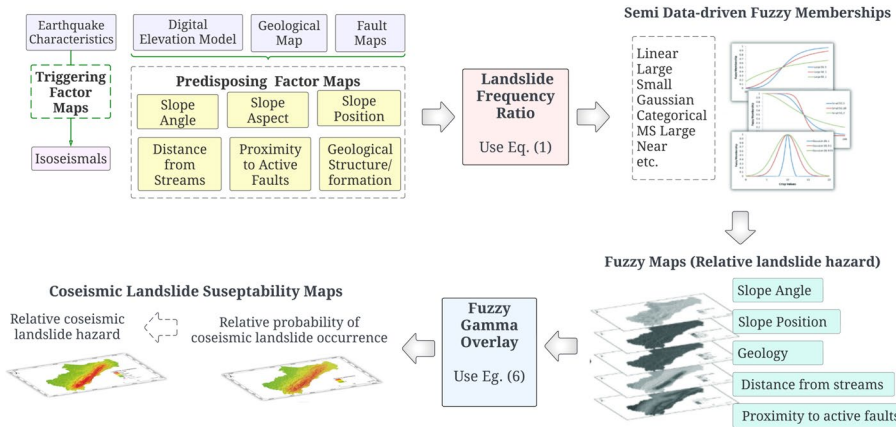 Semi Data-driven Fuzzy Memberships
Earthquake
Characteristics
Digital
Elevation Model
Geological
Map
Fault
Maps
Triggering
Factor
Maps
Isoseismals
Predisposing Factor Maps
Slope
Angle
Slope
Aspect
Slope
Position
Distance
from
Streams
Proximity
to Active
Faults
Geological
Structure/
formation
Landslide
Frequency
Ratio
Use Eq. (1)
Linear
Large
Small
Gaussian
Categorical
MS Large
Near
etc.
Fuzzy Maps (Relative landslide hazard)
Slope Angle
Slope Position
Geology
Distance from streams
Proximity to active faults
Fuzzy
Gamma
Overlay
Use Eg. (6)
Coseismic Landslide Suseptability Maps
Relative coseismic
landslide hazard
Relative probability of
coseismic landslide occurrence